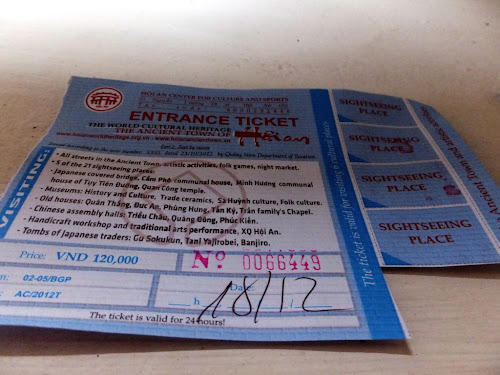 HOI AN CENTER FOR CULTURE AND SPORTS
ENTRANCE TICKET
THE WORLD CULTURAL HERITAGE
THE ANCIENT TOWN OF Hội an
VISITING:
- All streets in the Ancient Town, artistic activities, folk games, night market.
5 of the 21 sightseeing places:
- Japanese covered bridge, Cẩm Phô communal house, Minh Hương communal
house of Tuy Tiên Đường, Quan Công temple.
- Museums: History and Culture, Trade ceramics, Sa Huỳnh culture, Folk culture.
- Old houses: Quân Thắng, Đức An, Phùng Hưng, Tấn Ký, Trần family's Chapel.
- Chinese assembly halls: Triều Châu, Quảng Đông, Phúc Kiến.
- Handicraft workshop and traditional arts performance, XQ Hội An.
- Tombs of Japanese traders: Gu Sokukun, Tani Yajirobei, Banjiro.
Price: VND 120,000
Nº 0066449
02-05/BGP
AC/2012T
Date:
h
18/12
The ticket is valid for 24 hours!
The ticket is valid for visiting
SIGHTSEEING
PLACE
SIGHTSEEING
PLACE
SIGHTSEEING
PLACE
SIGHTSEEING
PLACE
Ancient Town and